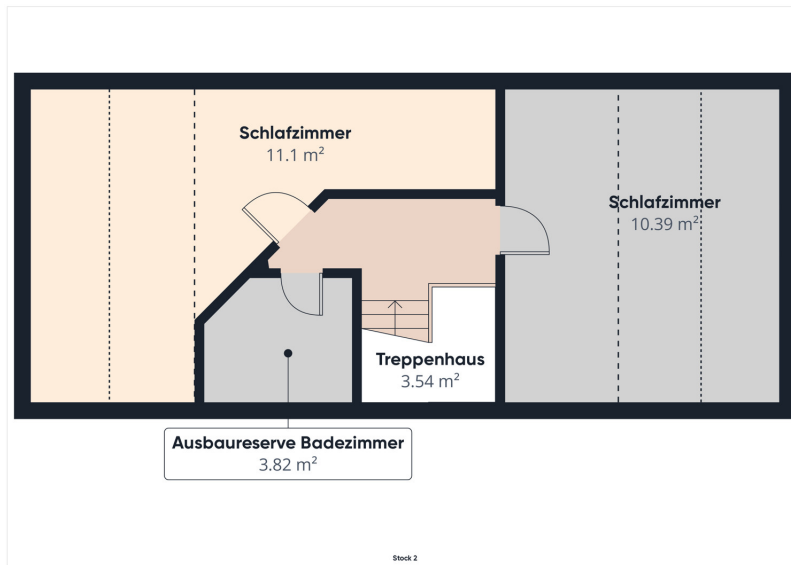 Schlafzimmer
11.1 m²
Schlafzimmer
10.39 m²
Treppenhaus
3.54 m²
Ausbaureserve Badezimmer
3.82 m²
Stock 2